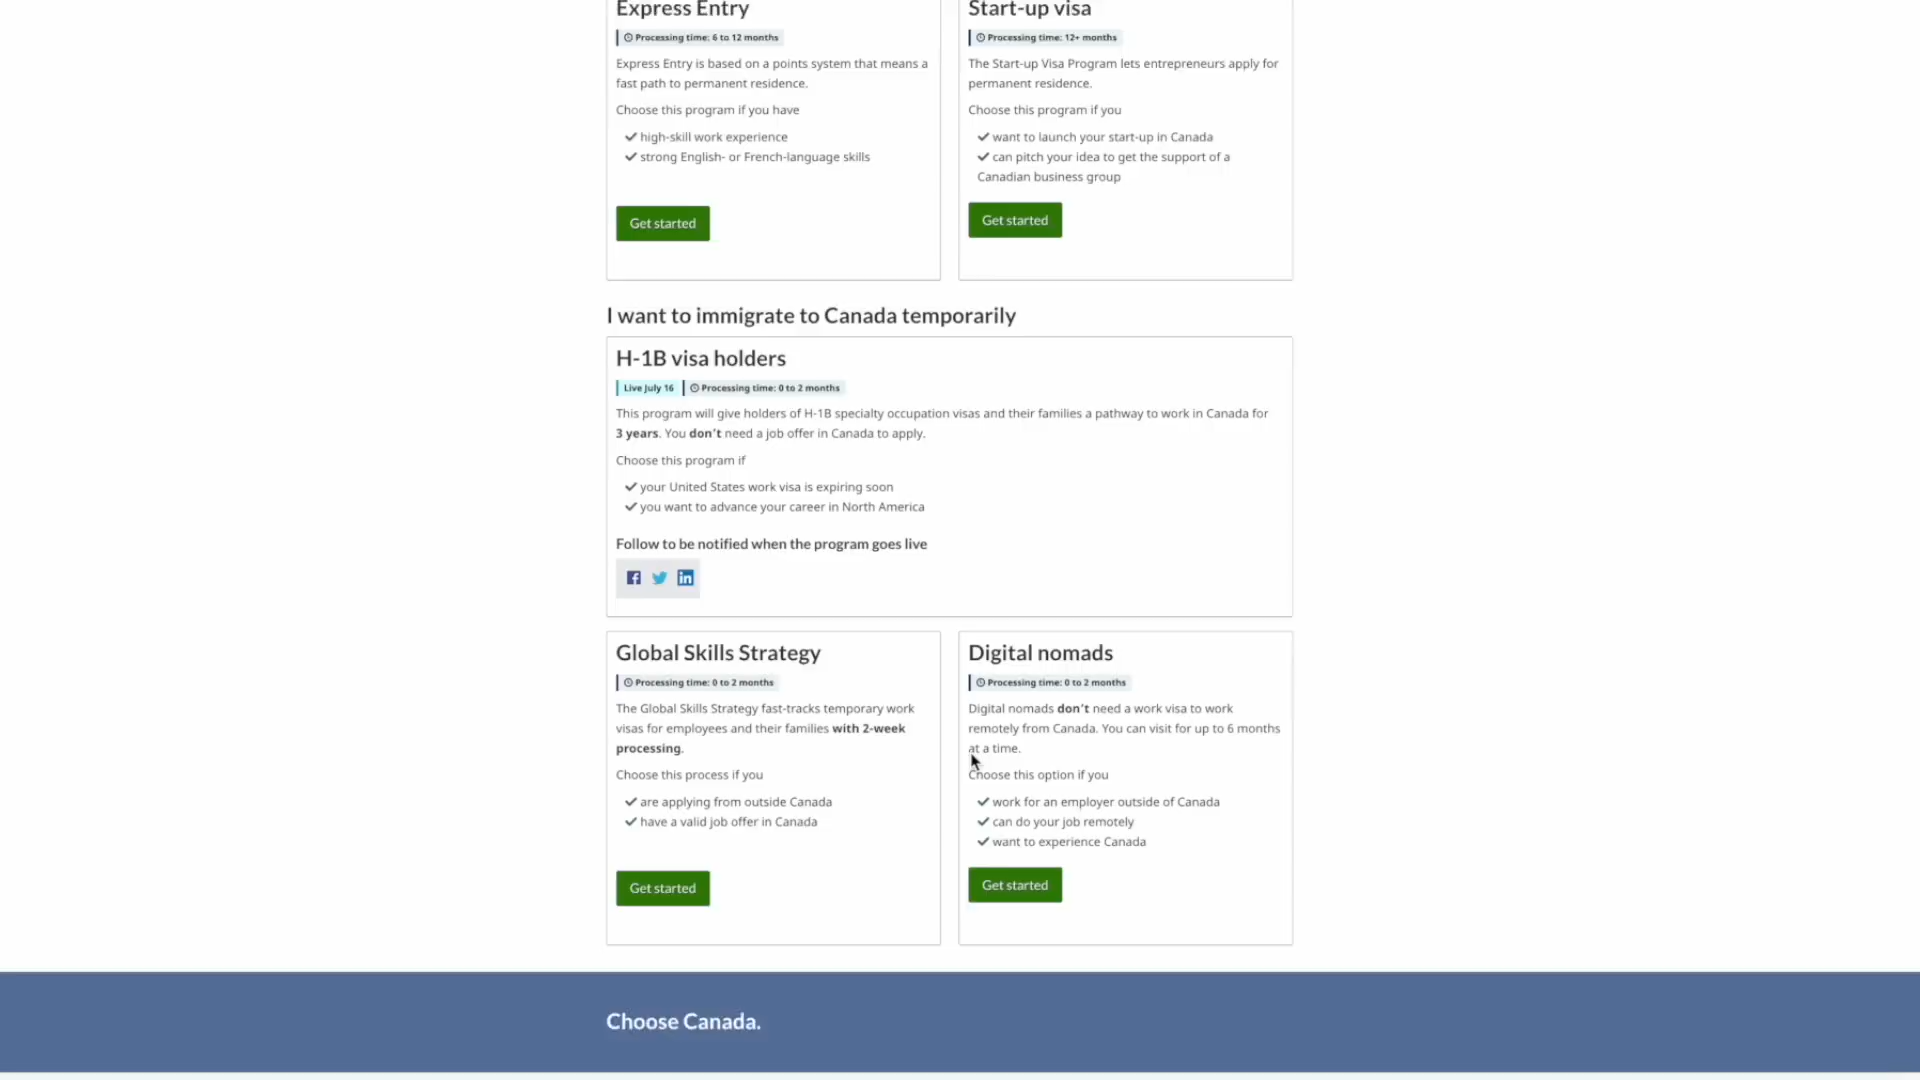 Express Entry
Processing time: 6 to 12 months
Express Entry is based on a points system that means a
fast path to permanent residence.
Choose this program if you have
high-skill work experience
strong English- or French-language skills
Get started
Start-up visa
Processing time: 12+ months
The Start-up Visa Program lets entrepreneurs apply for
permanent residence.
Choose this program if you
want to launch your start-up in Canada
can pitch your idea to get the support of a
Canadian business group
Get started
I want to immigrate to Canada temporarily
H-1B visa holders
Live July 16 Processing time: 0 to 2 months
This program will give holders of H-1B specialty occupation visas and their families a pathway to work in Canada for
3 years. You don't need a job offer in Canada to apply.
Choose this program if
your United States work visa is expiring soon
you want to advance your career in North America
Follow to be notified when the program goes live
Global Skills Strategy
Processing time: 0 to 2 months
The Global Skills Strategy fast-tracks temporary work
visas for employees and their families with 2-week
processing.
Choose this process if you
are applying from outside Canada
have a valid job offer in Canada
Get started
Digital nomads
Processing time: 0 to 2 months
Digital nomads don't need a work visa to work
remotely from Canada. You can visit for up to 6 months
at a time.
Choose this option if you
work for an employer outside of Canada
can do your job remotely
want to experience Canada
Get started
Choose Canada.